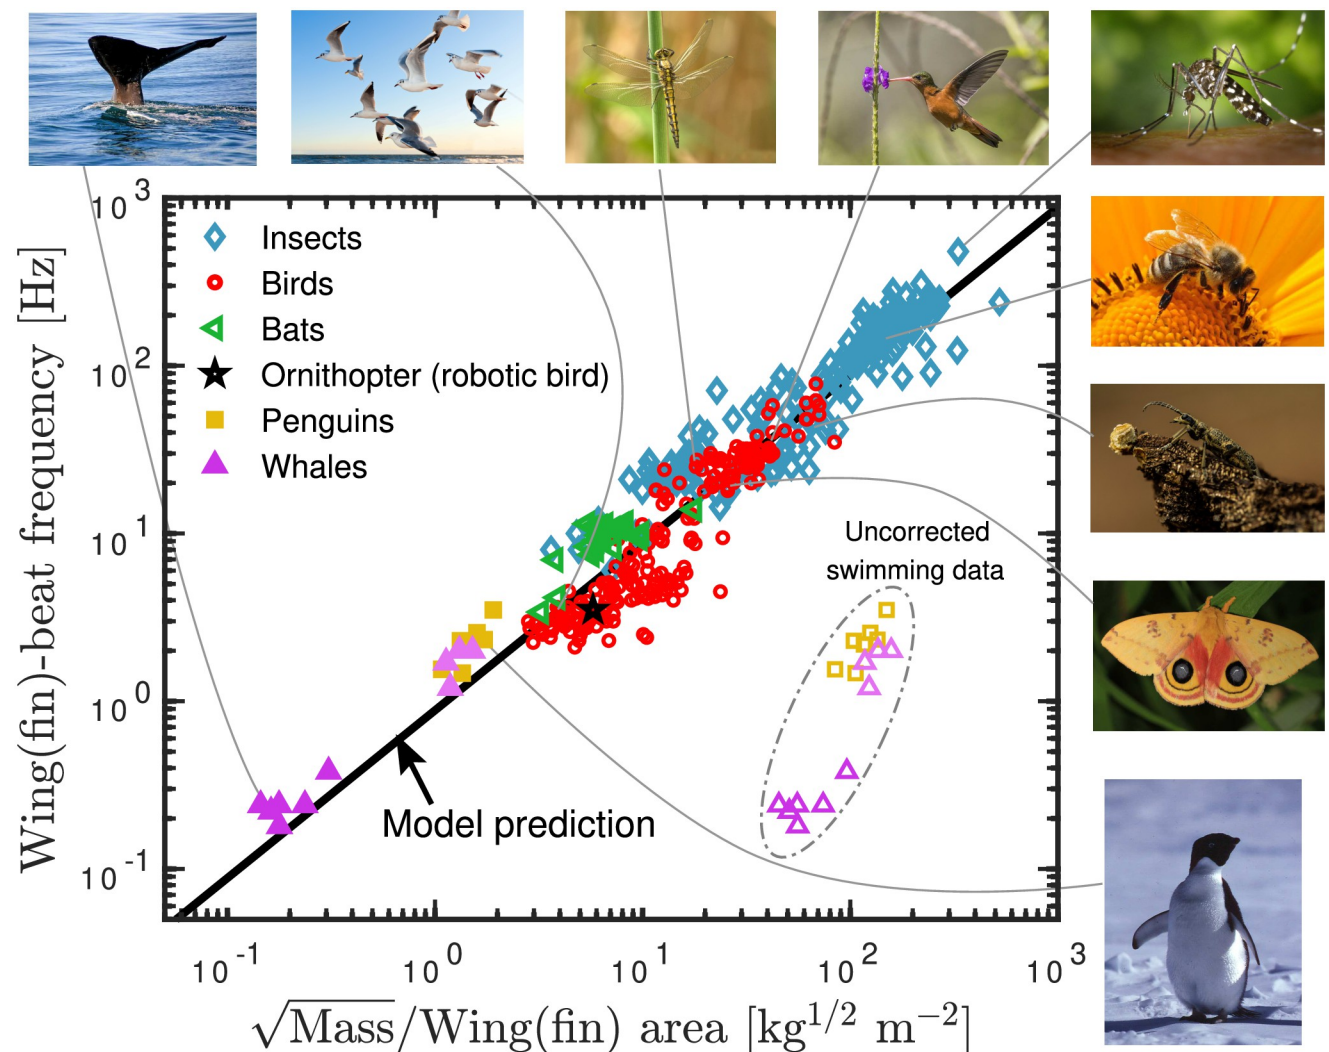 Wing(fin)-beat frequency [Hz]
10^3
10^2
10^1
10^0
10^-1
Insects
Birds
Bats
Ornithopter (robotic bird)
Penguins
Whales
Uncorrected
swimming data
Model prediction
10^-1 10^0 10^1 10^2 10^3
√Mass/Wing(fin) area [kg^1/2 m^−2]